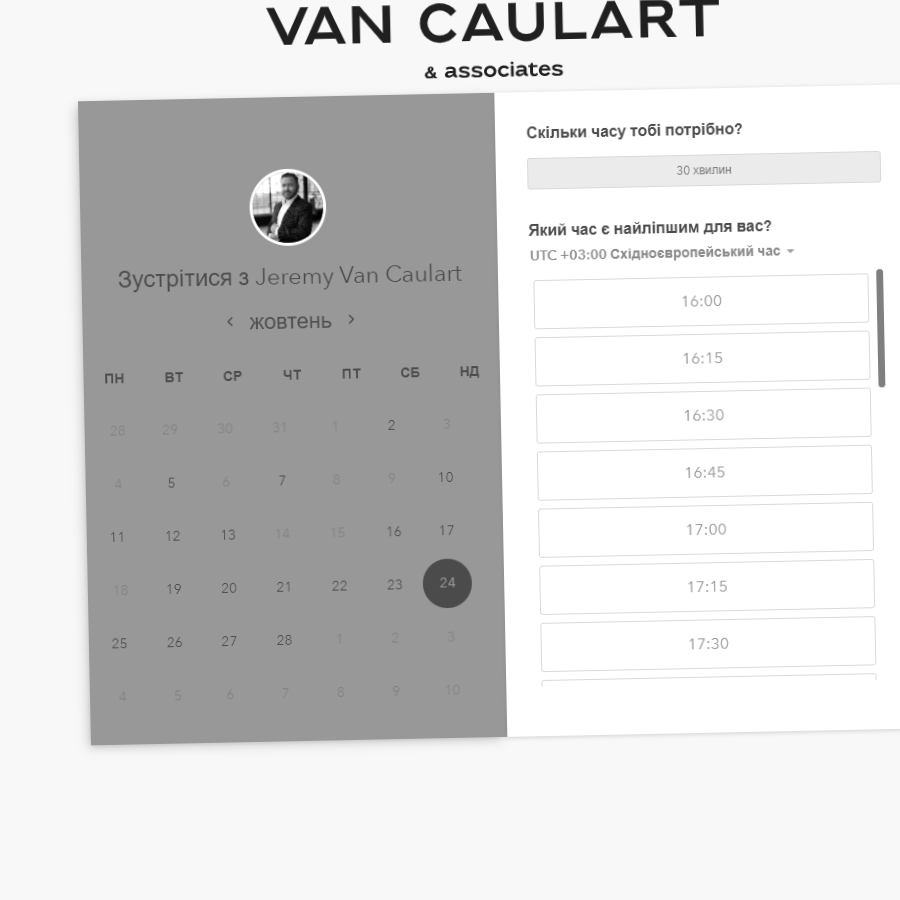 VAN CAULART
& associates
Зустрітися з Jeremy Van Caulart
‹ жовтень ›
ПН ВТ СР ЧТ ПТ СБ НД
28 29 30 31 1 2 3
4 5 6 7 8 9 10
11 12 13 14 15 16 17
18 19 20 21 22 23 24
25 26 27 28 1 2 3
4 5 6 7 8 9 10
Скільки часу тобі потрібно?
30 хвилин
Який час є найліпшим для вас?
UTC +03:00 Східноєвропейський час
16:00
16:15
16:30
16:45
17:00
17:15
17:30